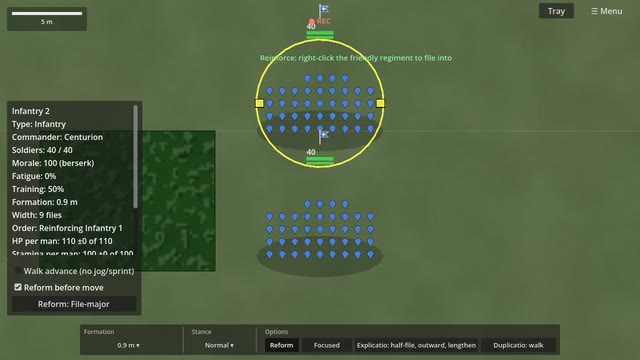 5 m
REC
40
Tray
☰ Menu
Reinforce: right-click the friendly regiment to file into
Infantry 2
Type: Infantry
Commander: Centurion
Soldiers: 40 / 40
Morale: 100 (berserk)
Fatigue: 0%
Training: 50%
Formation: 0.9 m
Width: 9 files
Order: Reinforcing Infantry 1
HP per man: 110 ±0 of 110
Stamina per man: 100 ±0 of 100
40
Walk advance (no jog/sprint)
Reform before move
Reform: File-major
Formation
0.9 m ▾
Stance
Normal ▾
Options
Reform
Focused
Explicatio: half-file, outward, lengthen
Duplicatio: walk